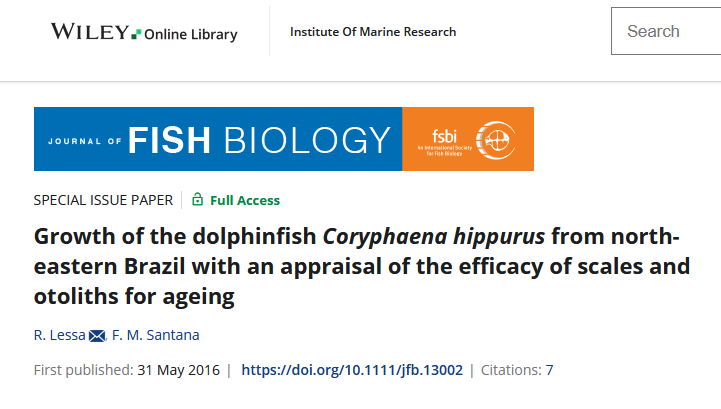 WILEY Online Library
Institute Of Marine Research
Search
JOURNAL OF FISH BIOLOGY
fsbi
An International Society
for Fish Biology
SPECIAL ISSUE PAPER
Full Access
Growth of the dolphinfish Coryphaena hippurus from north-
eastern Brazil with an appraisal of the efficacy of scales and
otoliths for ageing
R. Lessa, F. M. Santana
First published: 31 May 2016 | https://doi.org/10.1111/jfb.13002 | Citations: 7